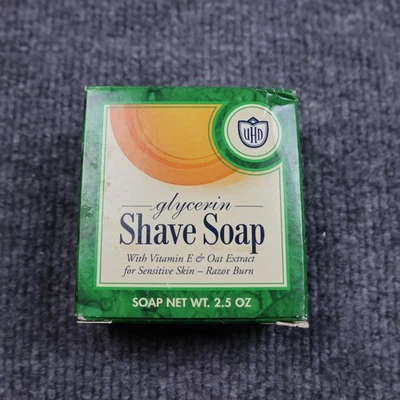 VHD
glycerin
Shave Soap
With Vitamin E & Oat Extract
for Sensitive Skin – Razor Burn
SOAP NET WT. 2.5 OZ